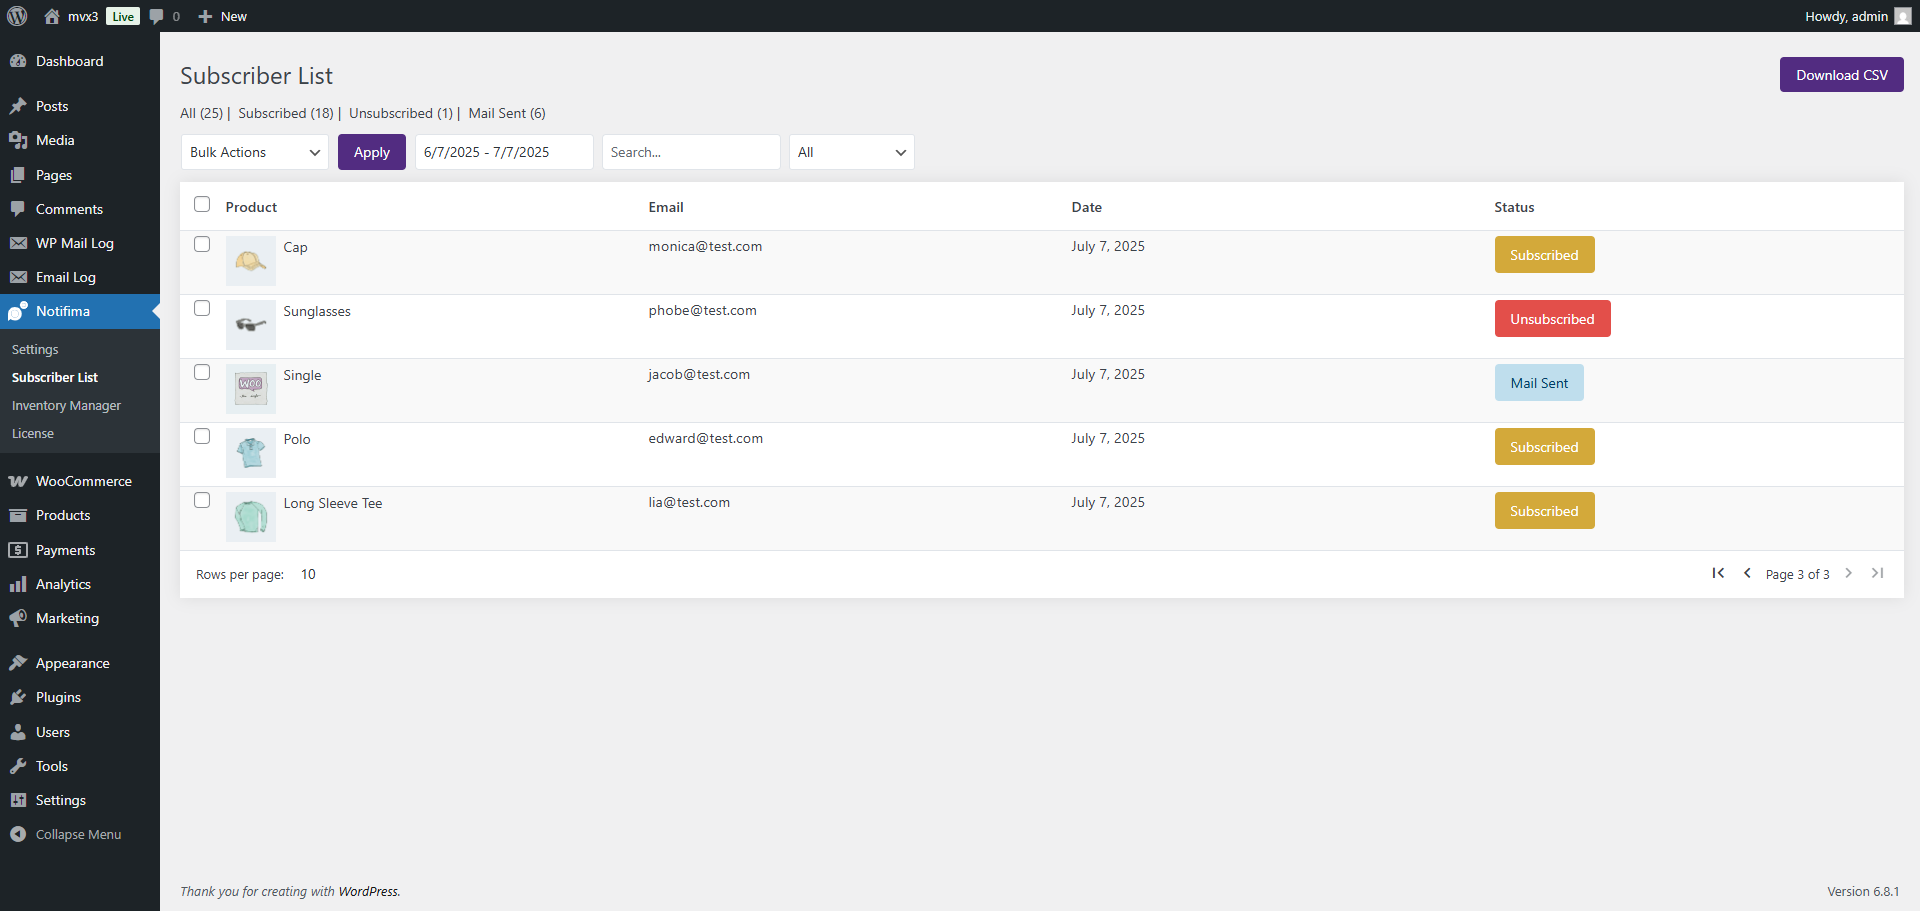 mvx3 Live 0 New Howdy, admin
Dashboard
Posts
Media
Pages
Comments
WP Mail Log
Email Log
Notifima
Settings
Subscriber List
Inventory Manager
License
WooCommerce
Products
Payments
Analytics
Marketing
Appearance
Plugins
Users
Tools
Settings
Collapse Menu
Subscriber List
Download CSV
All (25) | Subscribed (18) | Unsubscribed (1) | Mail Sent (6)
Bulk Actions Apply 6/7/2025 - 7/7/2025 Search... All
Product Email Date Status
Cap monica@test.com July 7, 2025 Subscribed
Sunglasses phobe@test.com July 7, 2025 Unsubscribed
WOO
Single jacob@test.com July 7, 2025 Mail Sent
Polo edward@test.com July 7, 2025 Subscribed
Long Sleeve Tee lia@test.com July 7, 2025 Subscribed
Rows per page: 10 Page 3 of 3
Thank you for creating with WordPress. Version 6.8.1